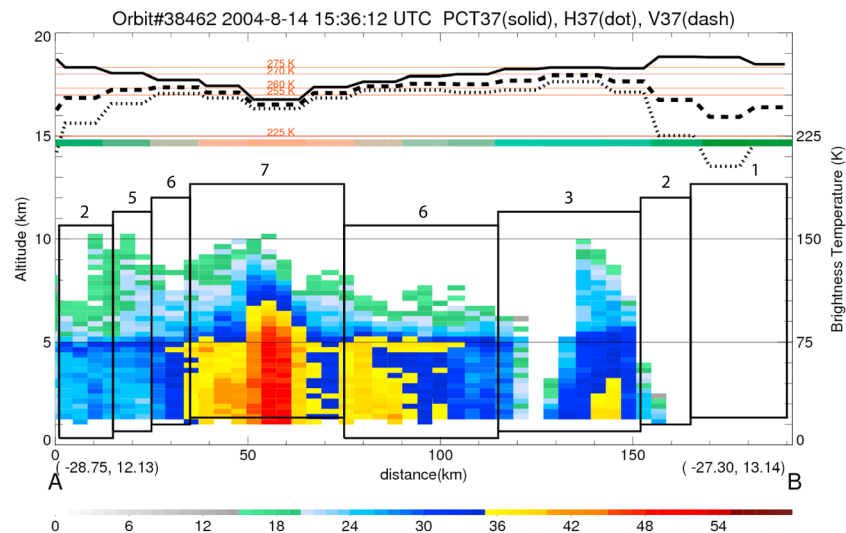 Orbit#38462 2004-8-14 15:36:12 UTC PCT37(solid), H37(dot), V37(dash)
20
275 K
270 K
260 K
255 K
15
225 K
225
7
1
6
2
5
3
2
6
10
150
5
75
0
0
Altitude (km)
Brightness Temperature (K)
50
100
150
( -28.75, 12.13)
distance(km)
( -27.30, 13.14)
A
B
0
6
12
18
24
30
36
42
48
54